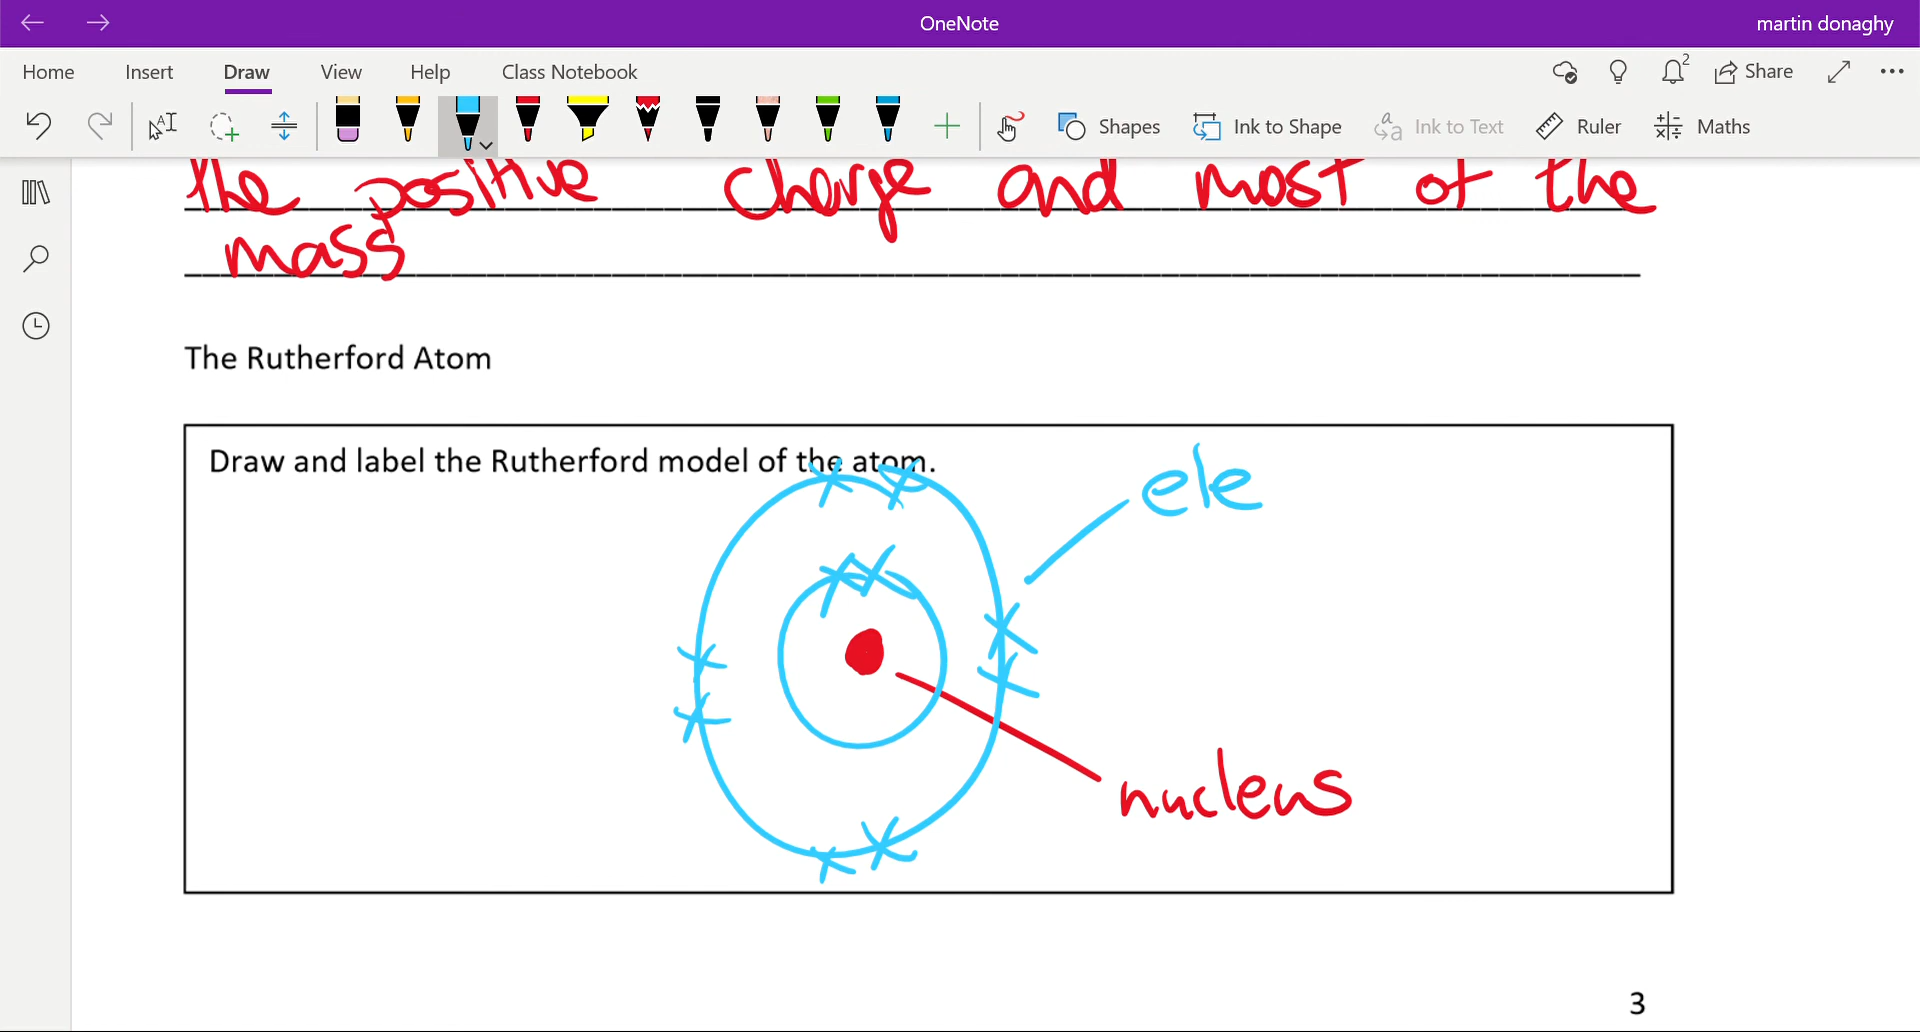 OneNote
martin donaghy
Home Insert Draw View Help Class Notebook
2
Share
Shapes
Ink to Shape
Ink to Text
Ruler
Maths
the positive charge and most of the
mass
The Rutherford Atom
Draw and label the Rutherford model of the atom.
ele
nucleus
3